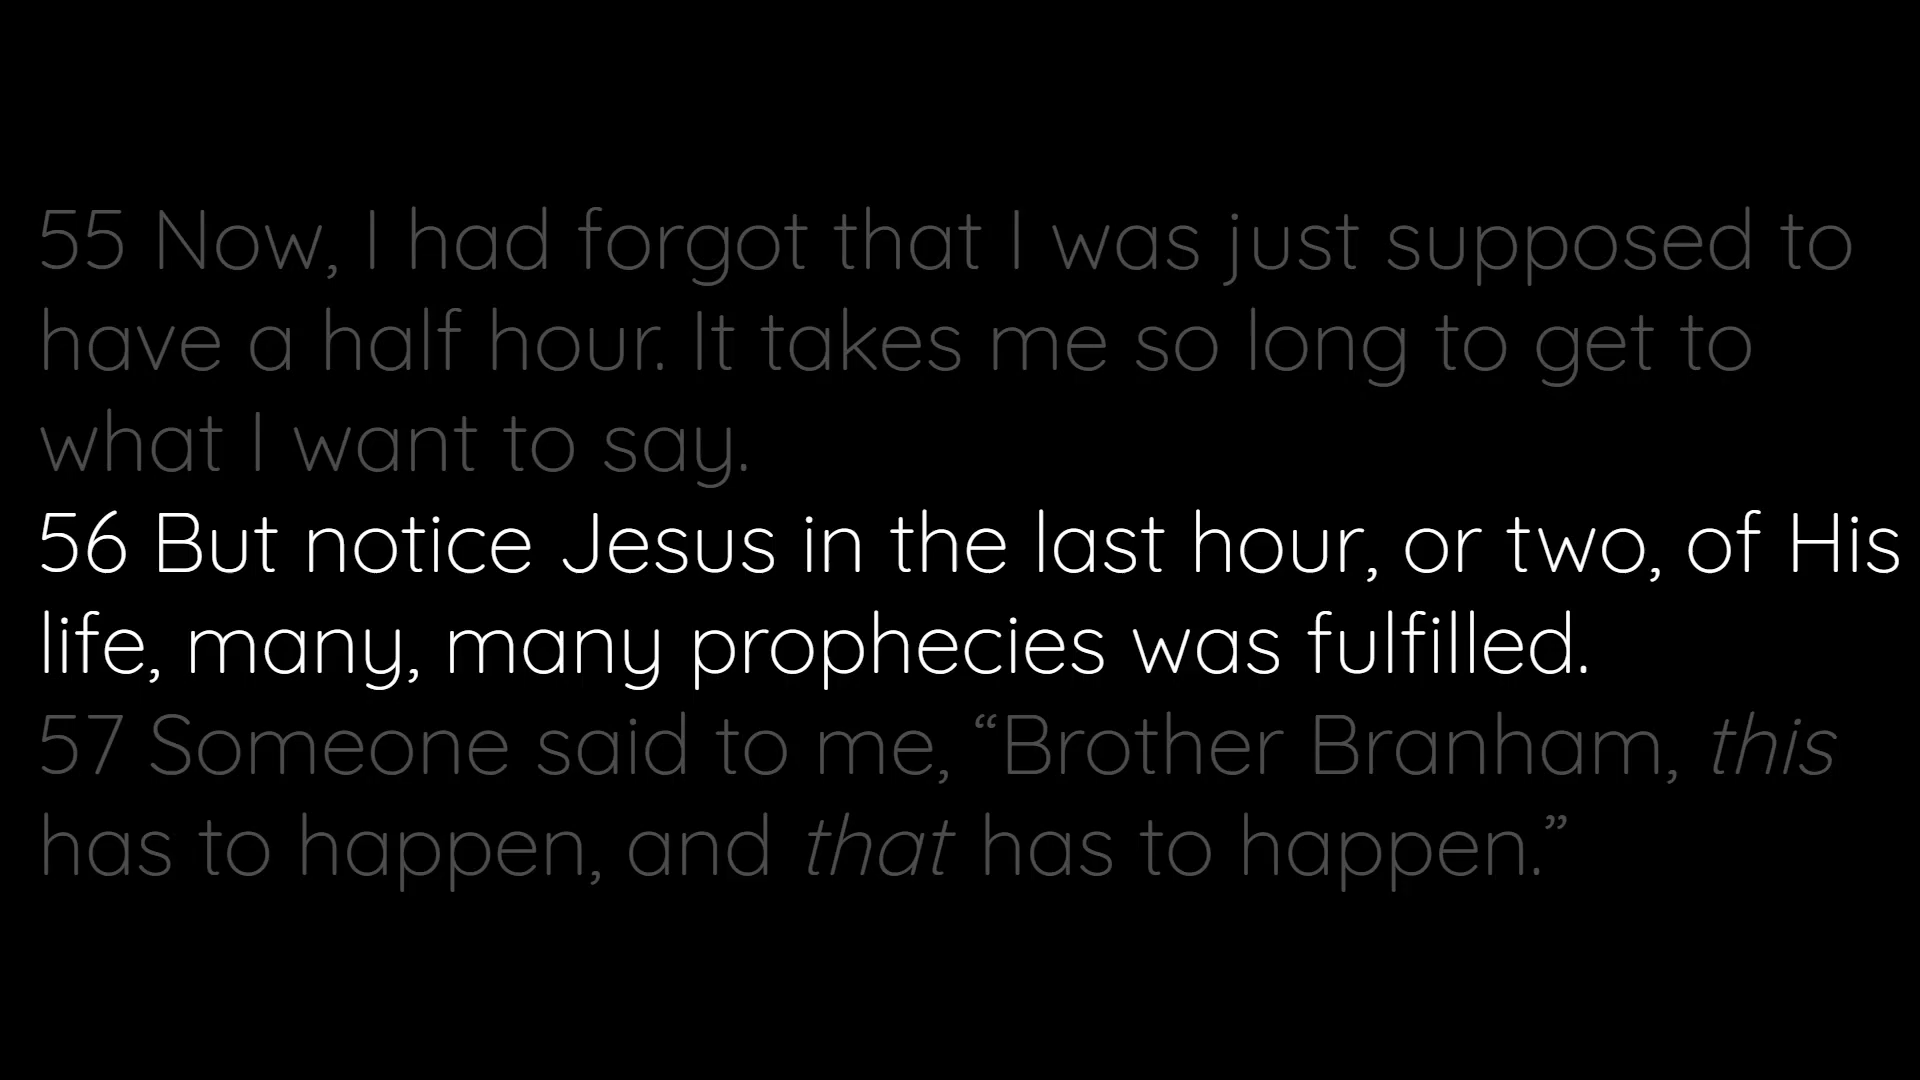 55 Now, I had forgot that I was just supposed to
have a half hour. It takes me so long to get to
what I want to say.
56 But notice Jesus in the last hour, or two, of His
life, many, many prophecies was fulfilled.
57 Someone said to me, “Brother Branham, this
has to happen, and that has to happen.”